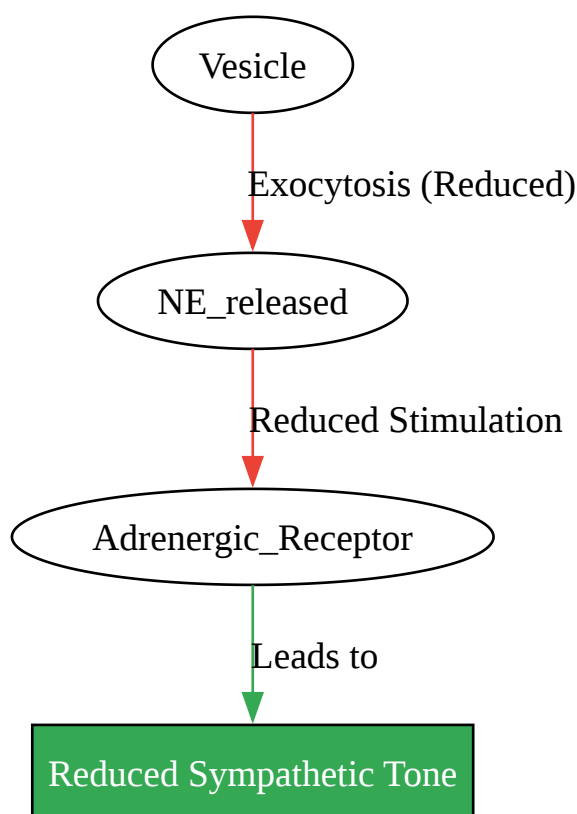 Vesicle
Exocytosis (Reduced)
NE_released
Reduced Stimulation
Adrenergic_Receptor
Leads to
Reduced Sympathetic Tone